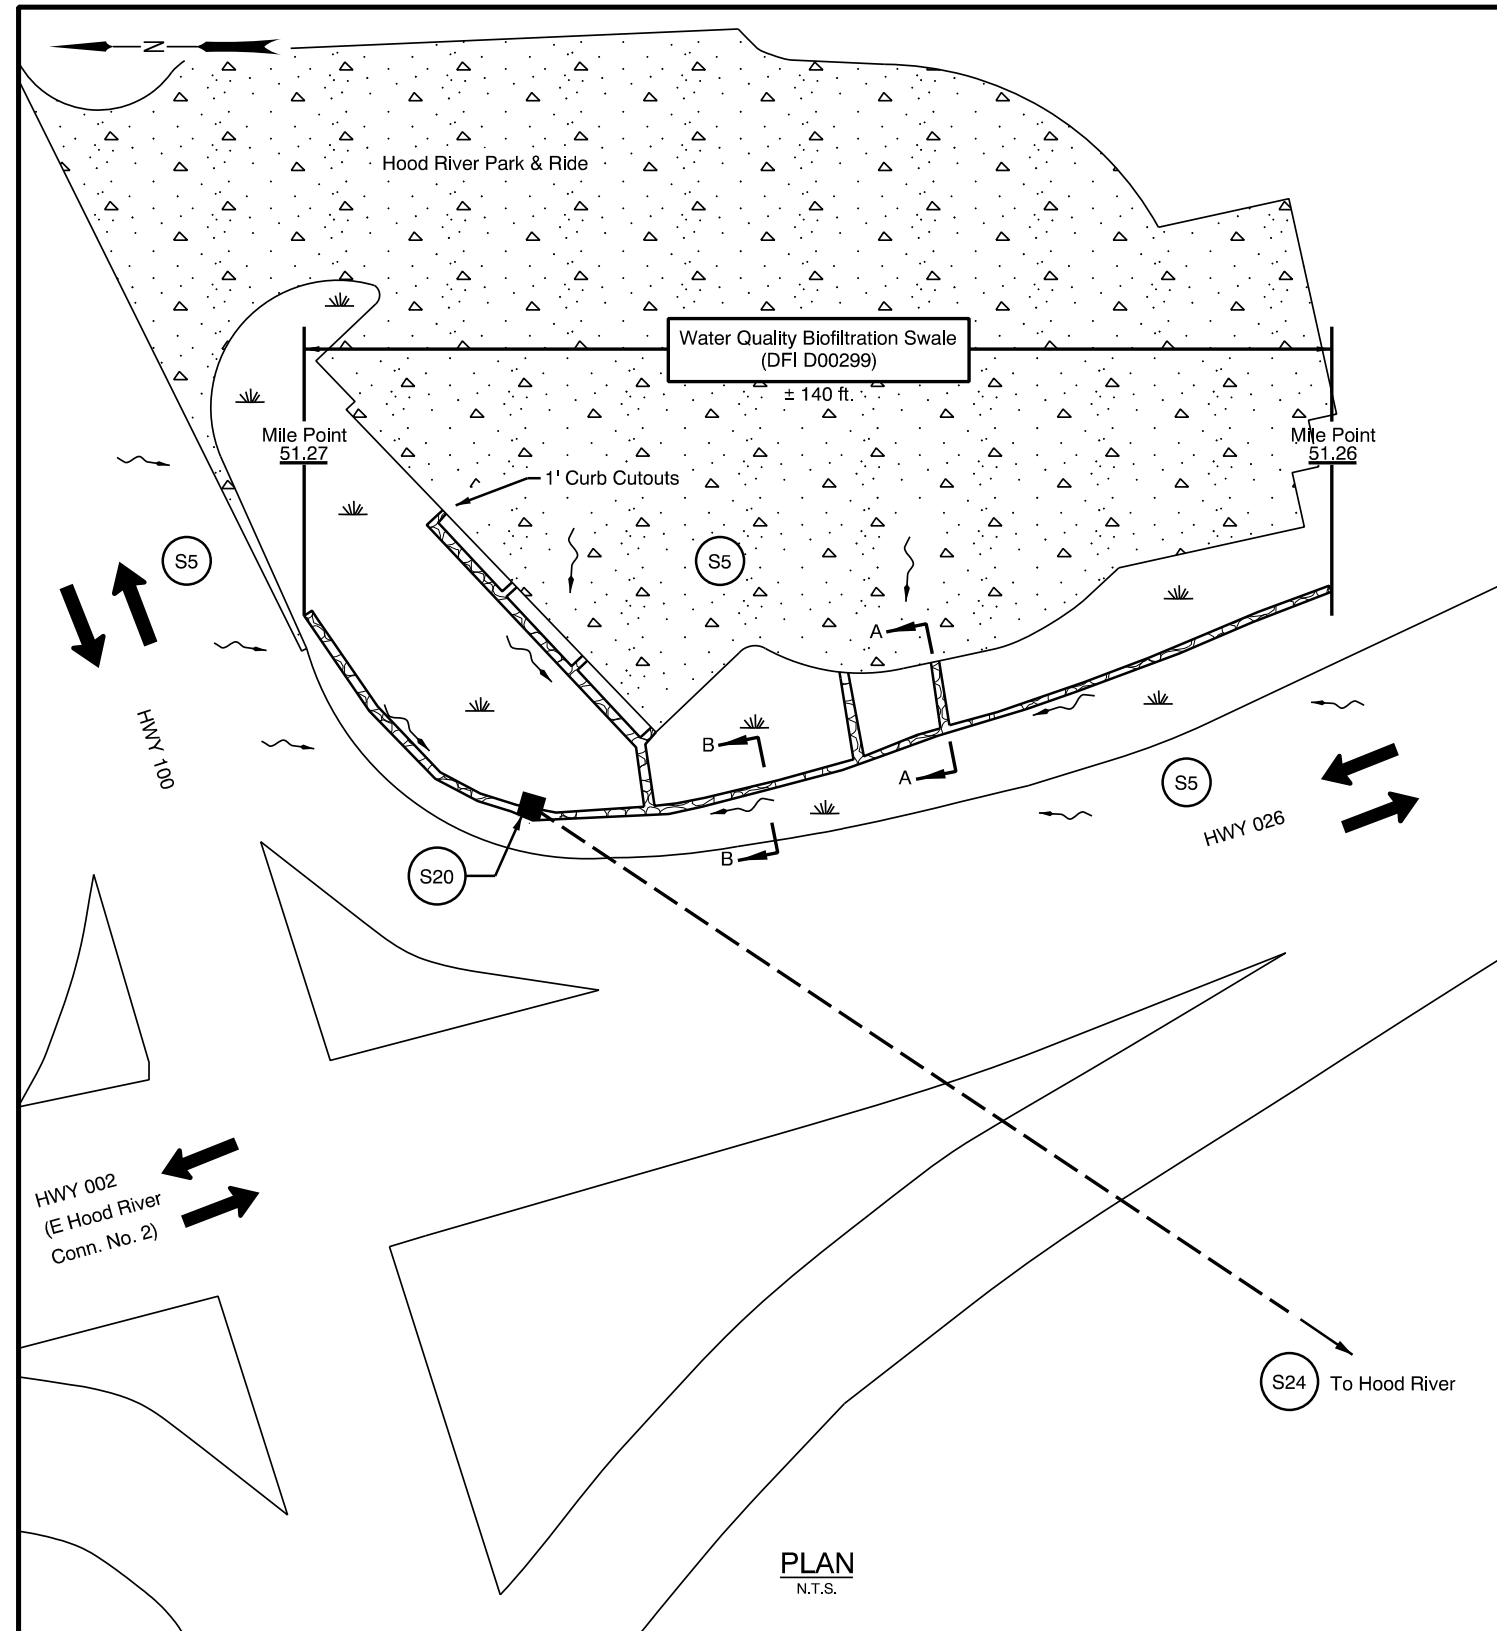 N
Hood River Park & Ride
Water Quality Biofiltration Swale
(DFI D00299)
± 140 ft.
Mile Point
51.27
Mile Point
51.26
1' Curb Cutouts
S5
S5
A
A
B
B
HWY 100
S5
HWY 026
S20
HWY 002
(E Hood River
Conn. No. 2)
S24
To Hood River
PLAN
N.T.S.